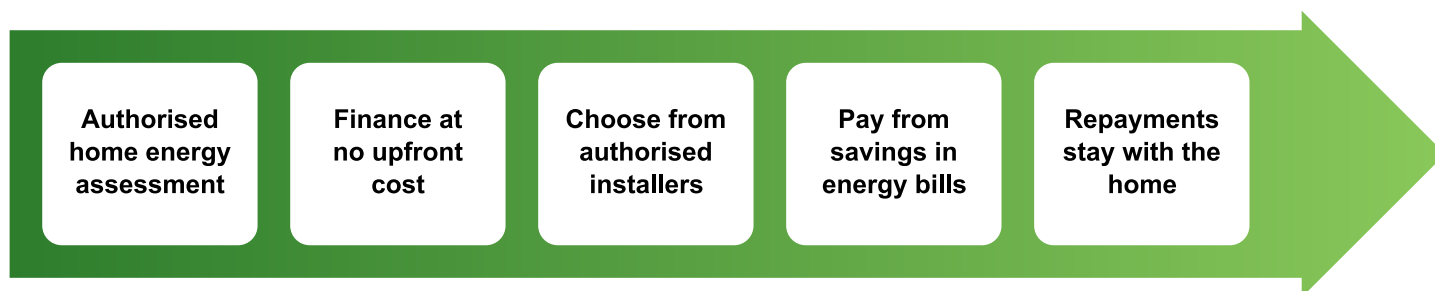 Authorised
home energy
assessment
Finance at
no upfront
cost
Choose from
authorised
installers
Pay from
savings in
energy bills
Repayments
stay with the
home